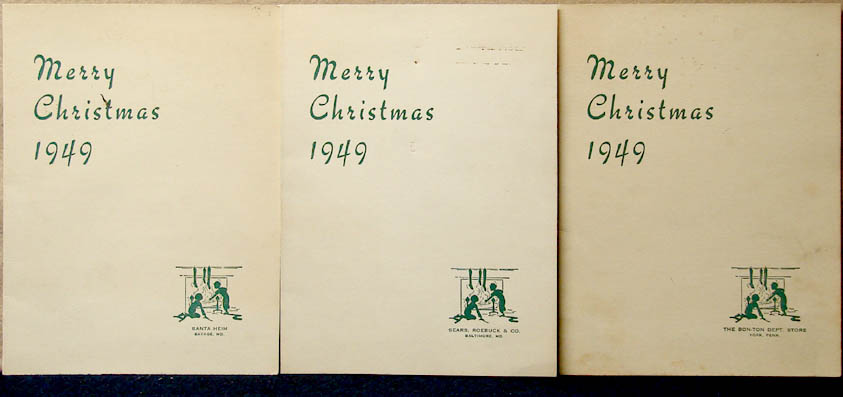 Merry
Christmas
1949
SANTA HEIM
SAVAGE, MD.
Merry
Christmas
1949
SEARS, ROEBUCK & CO.
BALTIMORE, MD.
Merry
Christmas
1949
THE BON-TON DEPT. STORE
YORK, PENN.